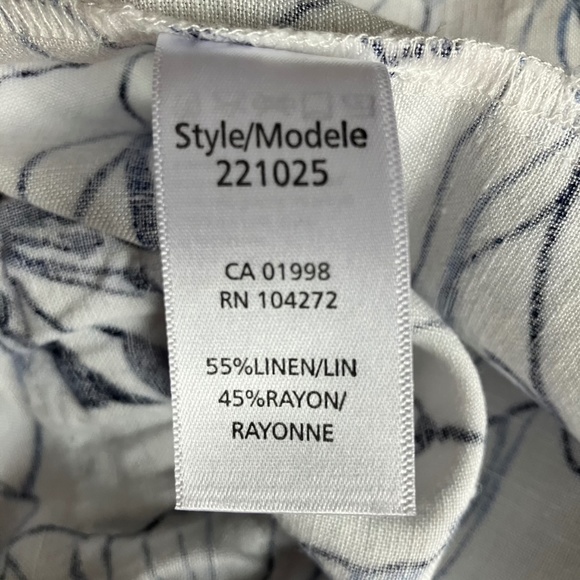 Style/Modele
221025
CA 01998
RN 104272
55%LINEN/LIN
45%RAYON/
RAYONNE